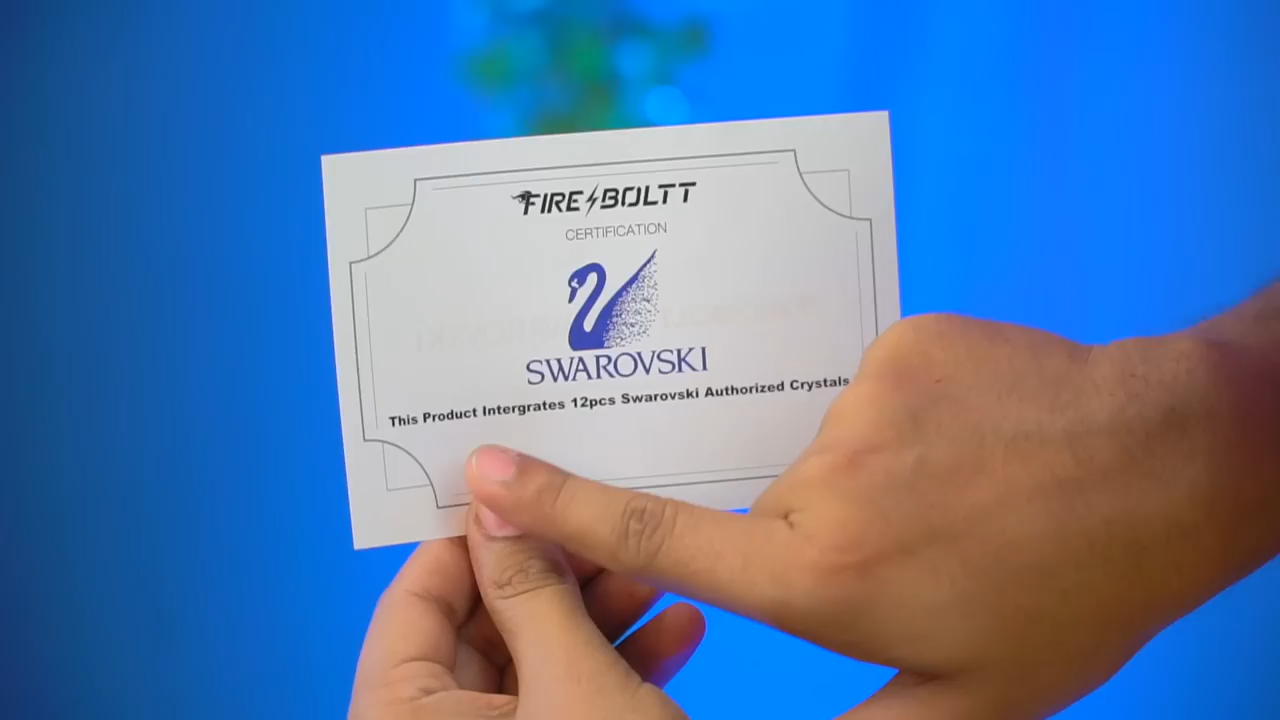 FIRE BOLTT
CERTIFICATION
SWAROVSKI
This Product Intergrates 12pcs Swarovski Authorized Crystals